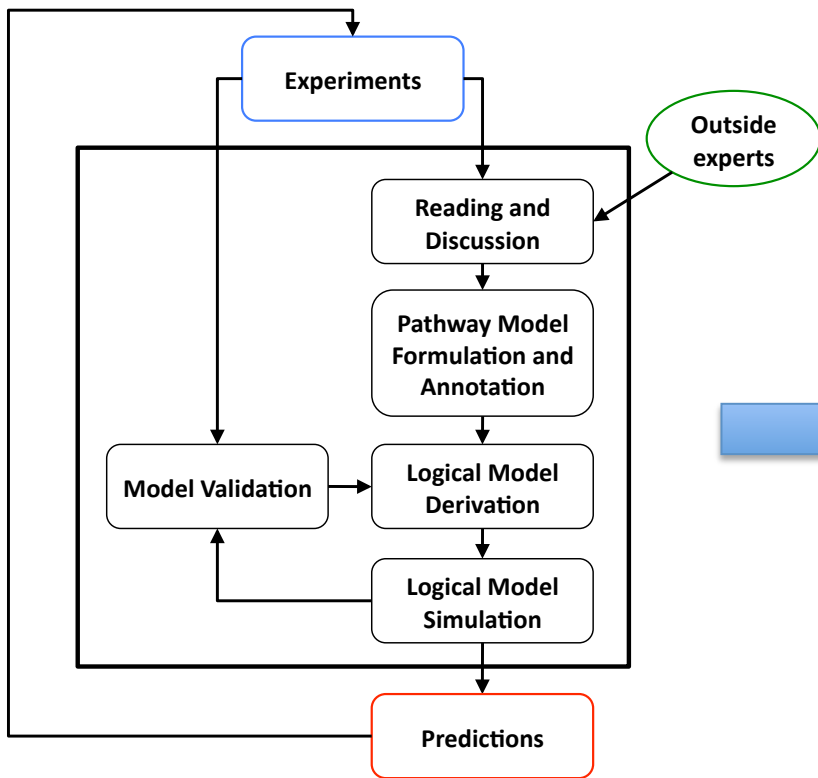 Experiments
Outside
experts
Reading and
Discussion
Pathway Model
Formulation and
Annotation
Model Validation
Logical Model
Derivation
Logical Model
Simulation
Predictions